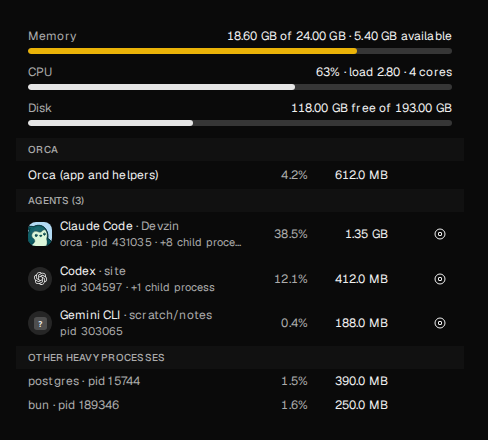 Memory 18.60 GB of 24.00 GB · 5.40 GB available
CPU 63% · load 2.80 · 4 cores
Disk 118.00 GB free of 193.00 GB
ORCA
Orca (app and helpers) 4.2% 612.0 MB
AGENTS (3)
Claude Code · Devzin
orca · pid 431035 · +8 child proce… 38.5% 1.35 GB
Codex · site
pid 304597 · +1 child process 12.1% 412.0 MB
Gemini CLI · scratch/notes
? pid 303065 0.4% 188.0 MB
OTHER HEAVY PROCESSES
postgres · pid 15744 1.5% 390.0 MB
bun · pid 189346 1.6% 250.0 MB